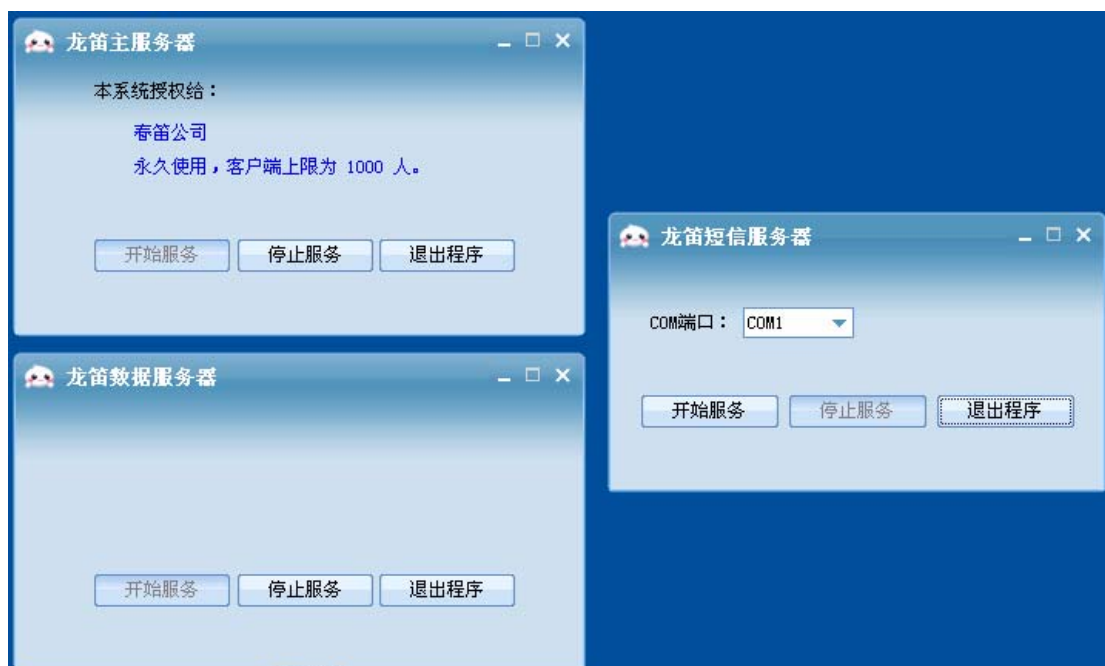 龙笛主服务器
本系统授权给：
春笛公司
永久使用，客户端上限为 1000 人。
开始服务 停止服务 退出程序
龙笛短信服务器
COM端口： COM1
开始服务 停止服务 退出程序
龙笛数据服务器
开始服务 停止服务 退出程序